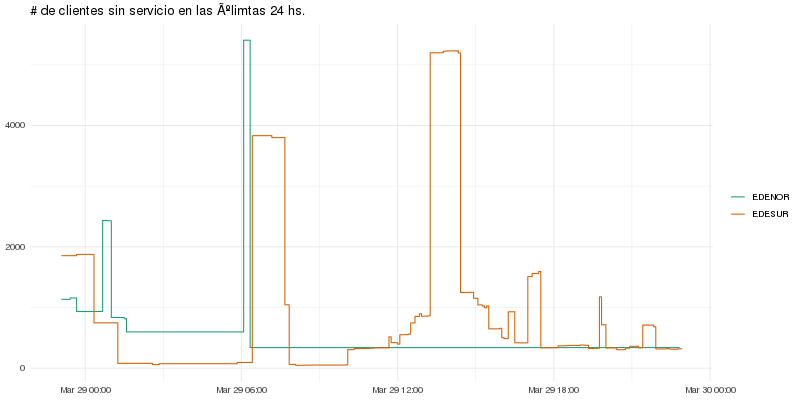 # de clientes sin servicio en las Ãºlimtas 24 hs.
4000
2000
0
Mar 29 00:00
Mar 29 06:00
Mar 29 12:00
Mar 29 18:00
Mar 30 00:00
EDENOR
EDESUR